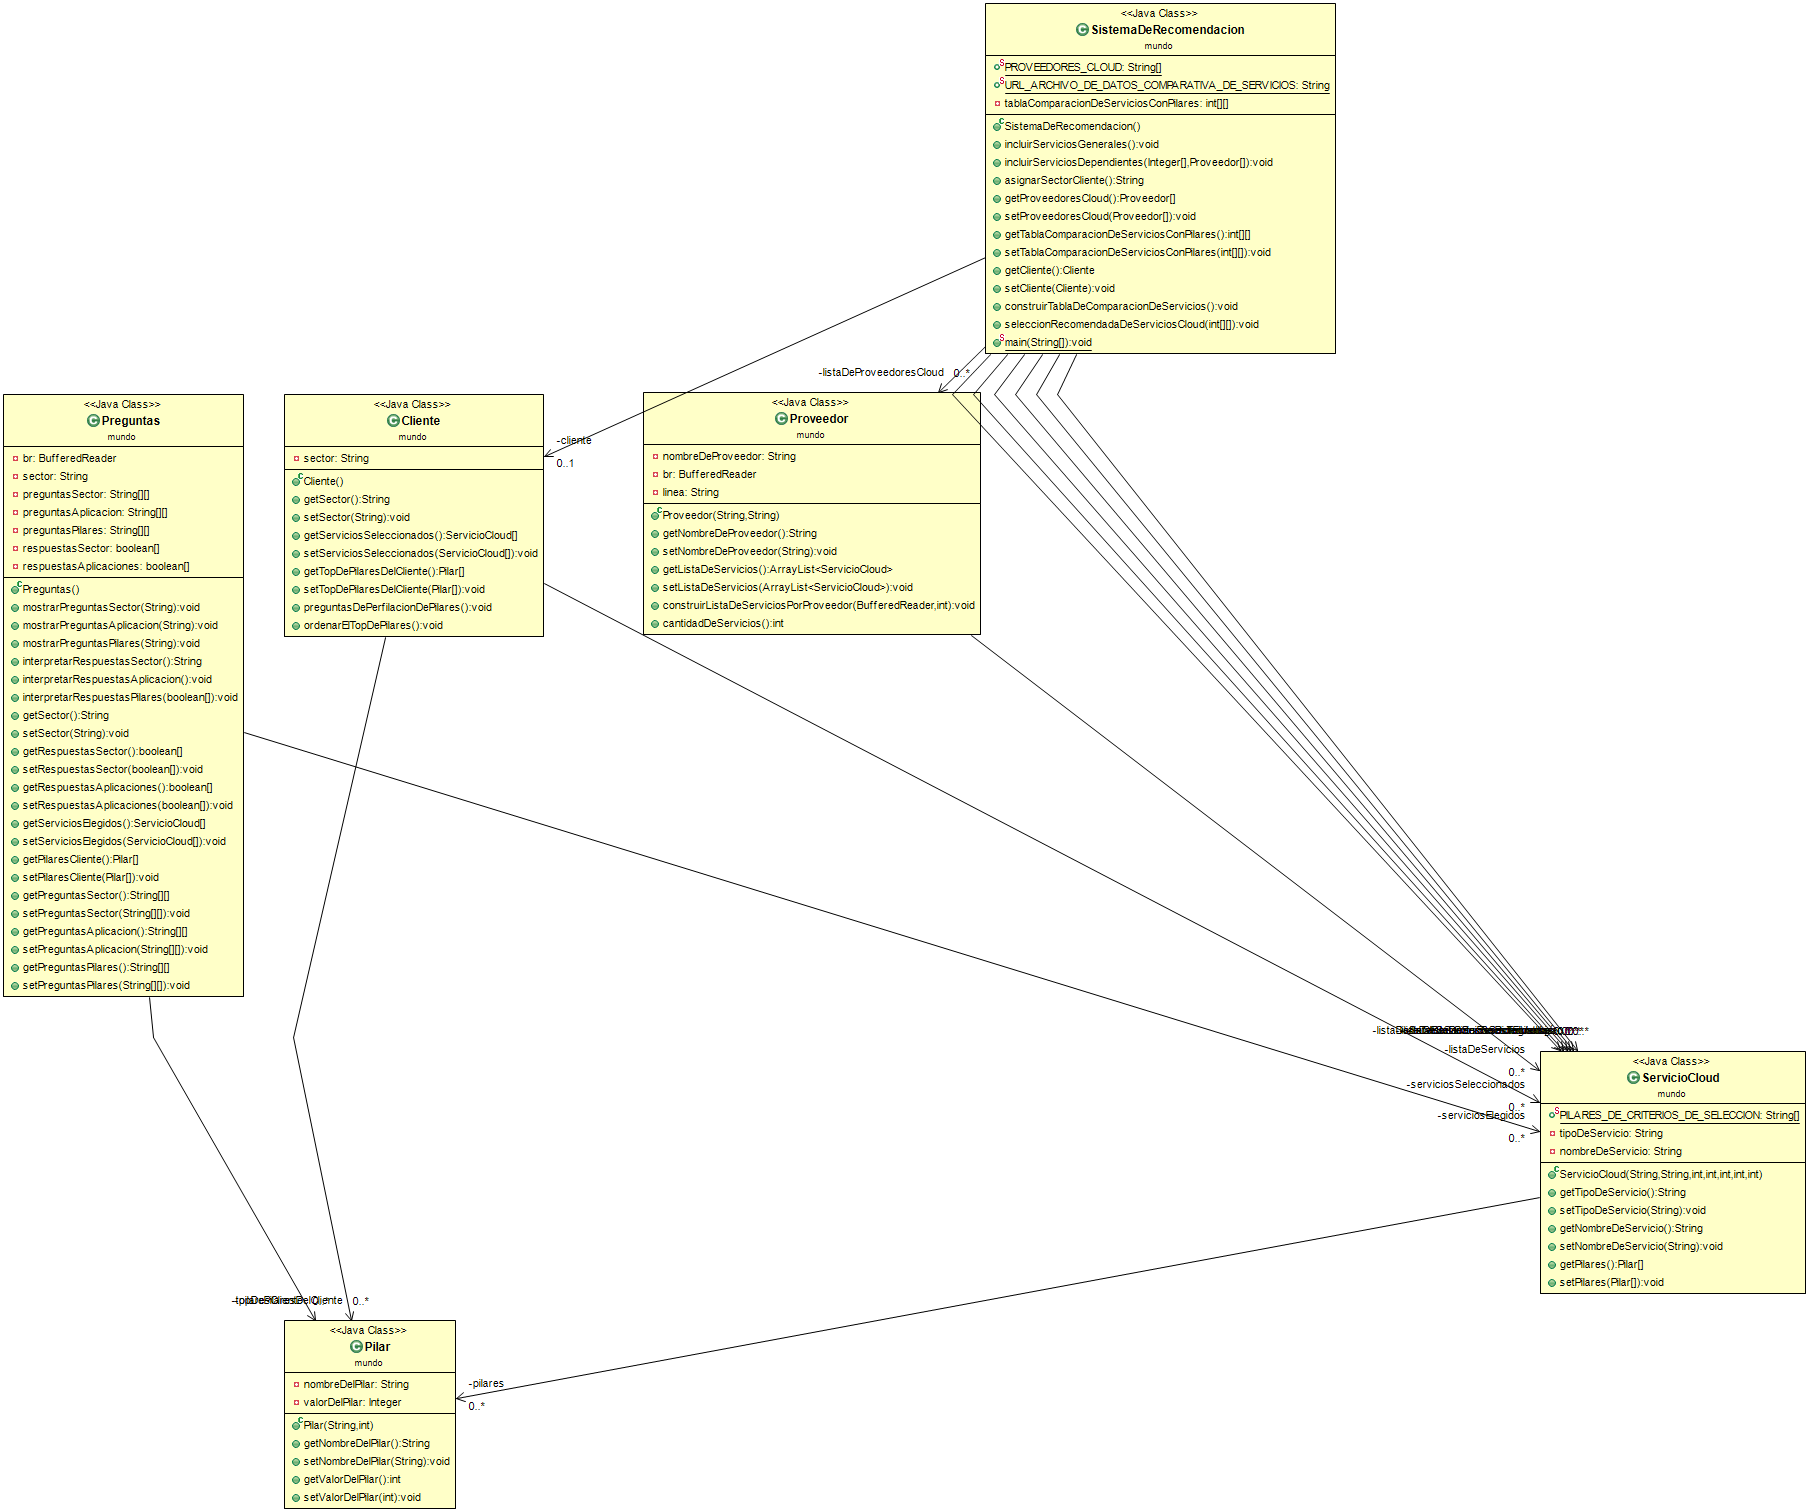 <<Java Class>>
SistemaDeRecomendacion
mundo
PROVEEDORES_CLOUD: String[]
URL_ARCHIVO_DE_DATOS_COMPARATIVA_DE_SERVICIOS: String
tablaComparacionDeServiciosConPilares: int[][]
SistemaDeRecomendacion()
incluirServiciosGenerales():void
incluirServiciosDependientes(Integer[],Proveedor[]):void
asignarSectorCliente():String
getProveedoresCloud():Proveedor[]
setProveedoresCloud(Proveedor[]):void
getTablaComparacionDeServiciosConPilares():int[][]
setTablaComparacionDeServiciosConPilares(int[][]):void
getCliente():Cliente
setCliente(Cliente):void
construirTablaDeComparacionDeServicios():void
seleccionRecomendadaDeServiciosCloud(int[][]):void
main(String[]):void
-listaDeProveedoresCloud 0..*
-cliente
0..1
<<Java Class>>
Preguntas
mundo
br: BufferedReader
sector: String
preguntasSector: String[][]
preguntasAplicacion: String[][]
preguntasPilares: String[][]
respuestasSector: boolean[]
respuestasAplicaciones: boolean[]
Preguntas()
mostrarPreguntasSector(String):void
mostrarPreguntasAplicacion(String):void
mostrarPreguntasPilares(String):void
interpretarRespuestasSector():String
interpretarRespuestasAplicacion():void
interpretarRespuestasPilares(boolean[]):void
getSector():String
setSector(String):void
getRespuestasSector():boolean[]
setRespuestasSector(boolean[]):void
getRespuestasAplicaciones():boolean[]
setRespuestasAplicaciones(boolean[]):void
getServiciosElegidos():ServicioCloud[]
setServiciosElegidos(ServicioCloud[]):void
getPilaresCliente():Pilar[]
setPilaresCliente(Pilar[]):void
getPreguntasSector():String[][]
setPreguntasSector(String[][]):void
getPreguntasAplicacion():String[][]
setPreguntasAplicacion(String[][]):void
getPreguntasPilares():String[][]
setPreguntasPilares(String[][]):void
<<Java Class>>
Cliente
mundo
sector: String
Cliente()
getSector():String
setSector(String):void
getServiciosSeleccionados():ServicioCloud[]
setServiciosSeleccionados(ServicioCloud[]):void
getTopDePilaresDelCliente():Pilar[]
setTopDePilaresDelCliente(Pilar[]):void
preguntasDePerfilacionDePilares():void
ordenarElTopDePilares():void
<<Java Class>>
Proveedor
mundo
nombreDeProveedor: String
br: BufferedReader
linea: String
Proveedor(String,String)
getNombreDeProveedor():String
setNombreDeProveedor(String):void
getListaDeServicios():ArrayList<ServicioCloud>
setListaDeServicios(ArrayList<ServicioCloud>):void
construirListaDeServiciosPorProveedor(BufferedReader,int):void
cantidadDeServicios():int
-listaDeServicios
0..*
-serviciosSeleccionados
0..*
-serviciosElegidos
0..*
<<Java Class>>
ServicioCloud
mundo
PILARES_DE_CRITERIOS_DE_SELECCION: String[]
tipoDeServicio: String
nombreDeServicio: String
ServicioCloud(String,String,int,int,int,int,int)
getTipoDeServicio():String
setTipoDeServicio(String):void
getNombreDeServicio():String
setNombreDeServicio(String):void
getPilares():Pilar[]
setPilares(Pilar[]):void
0..*
<<Java Class>>
Pilar
mundo
nombreDelPilar: String
valorDelPilar: Integer
Pilar(String,int)
getNombreDelPilar():String
setNombreDelPilar(String):void
getValorDelPilar():int
setValorDelPilar(int):void
-pilares
0..*